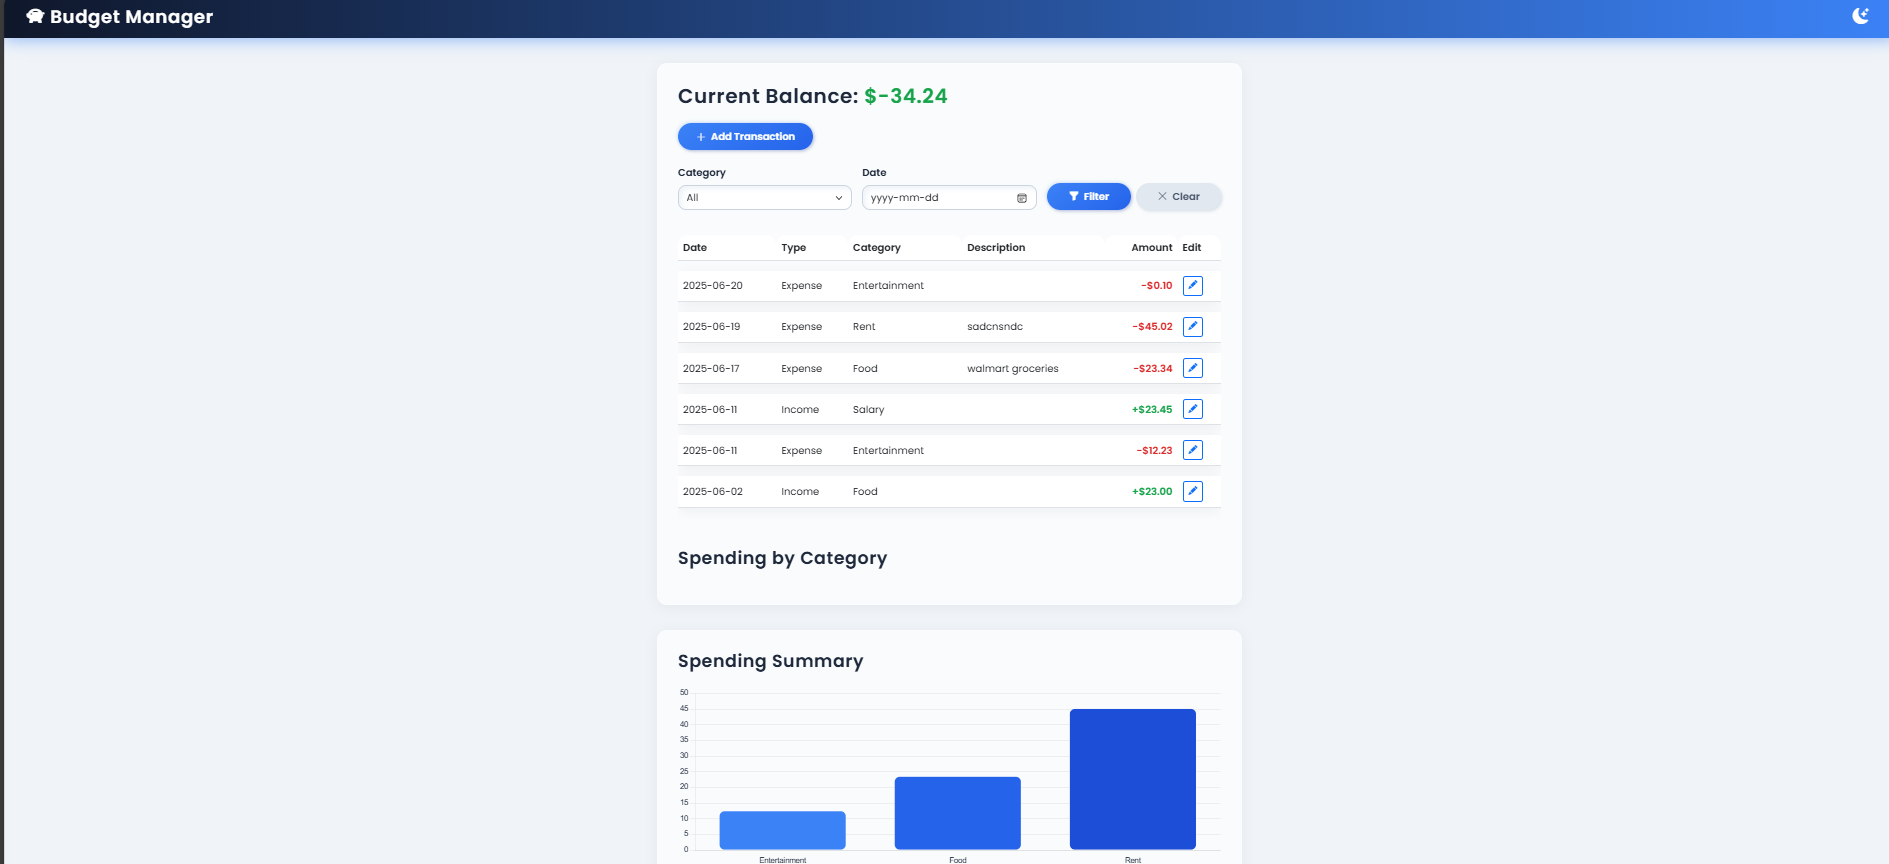 Budget Manager
Current Balance: $-34.24
+ Add Transaction
Category Date
All yyyy-mm-dd Filter Clear
Date Type Category Description Amount Edit
2025-06-20 Expense Entertainment -$0.10
2025-06-19 Expense Rent sadcnsndc -$45.02
2025-06-17 Expense Food walmart groceries -$23.34
2025-06-11 Income Salary +$23.45
2025-06-11 Expense Entertainment -$12.23
2025-06-02 Income Food +$23.00
Spending by Category
Spending Summary
50
45
40
35
30
25
20
15
10
5
0
Entertainment Food Rent